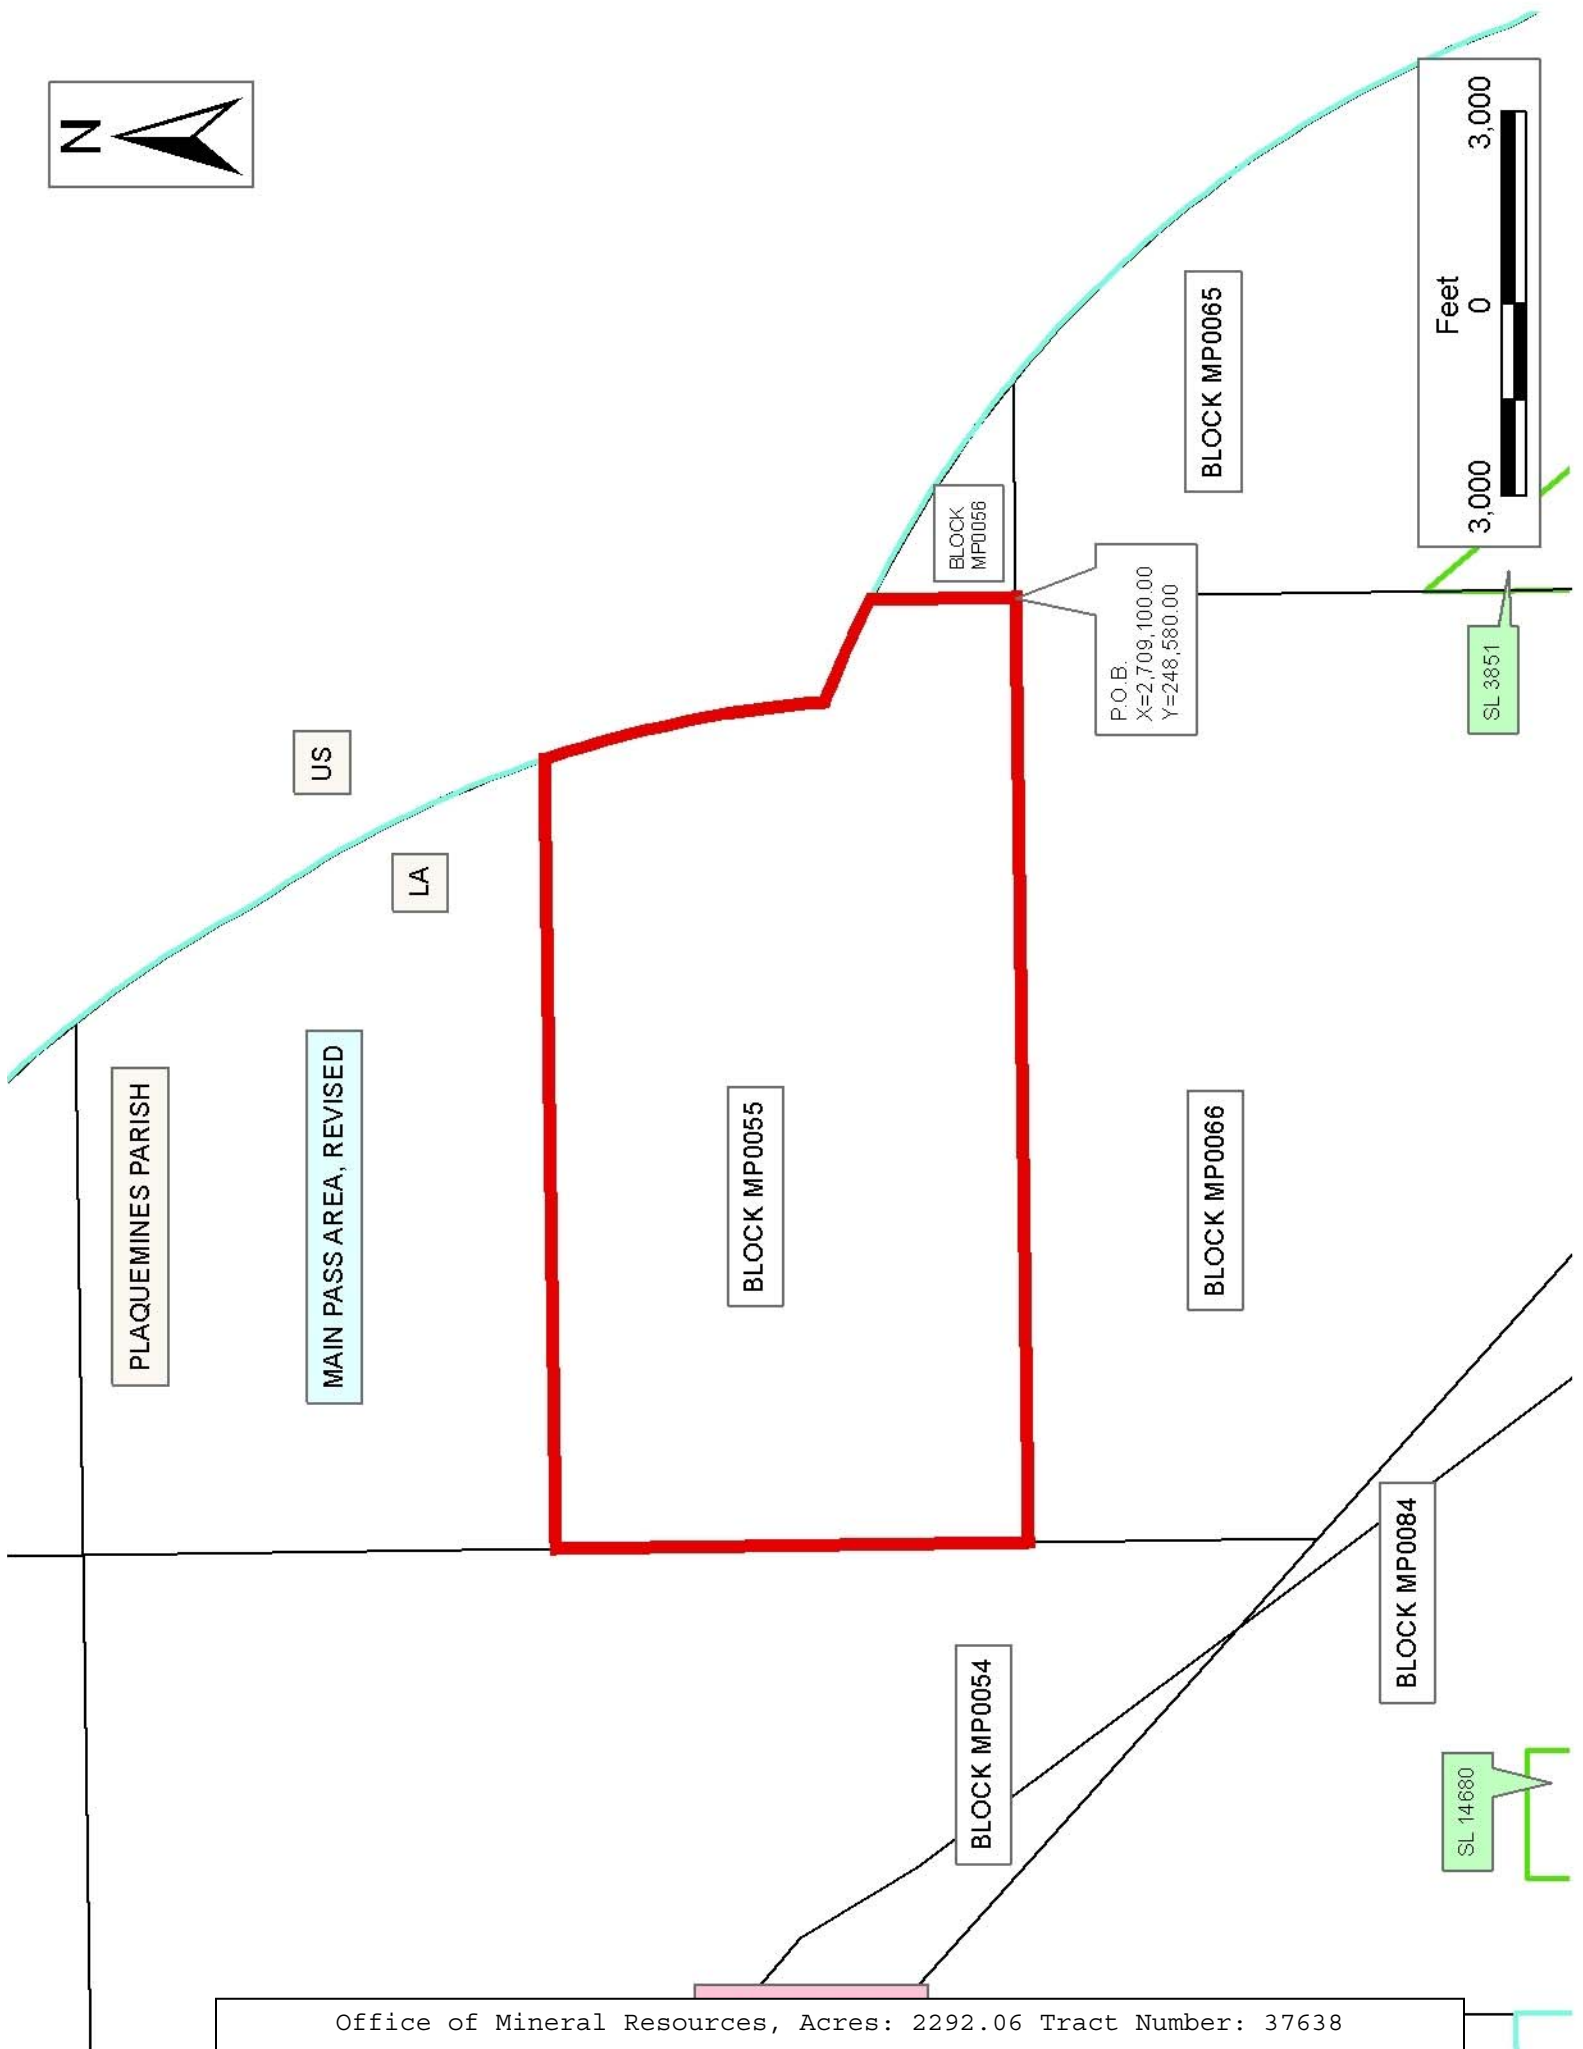 N
US
LA
PLAQUEMINES PARISH
MAIN PASS AREA, REVISED
BLOCK MP0055
BLOCK
MP0056
BLOCK MP0065
P.O.B.
X=2,709,100.00
Y=248,580.00
BLOCK MP0066
BLOCK MP0054
BLOCK MP0084
SL 3851
SL 14680
Feet
3,000 0 3,000
Office of Mineral Resources, Acres: 2292.06 Tract Number: 37638